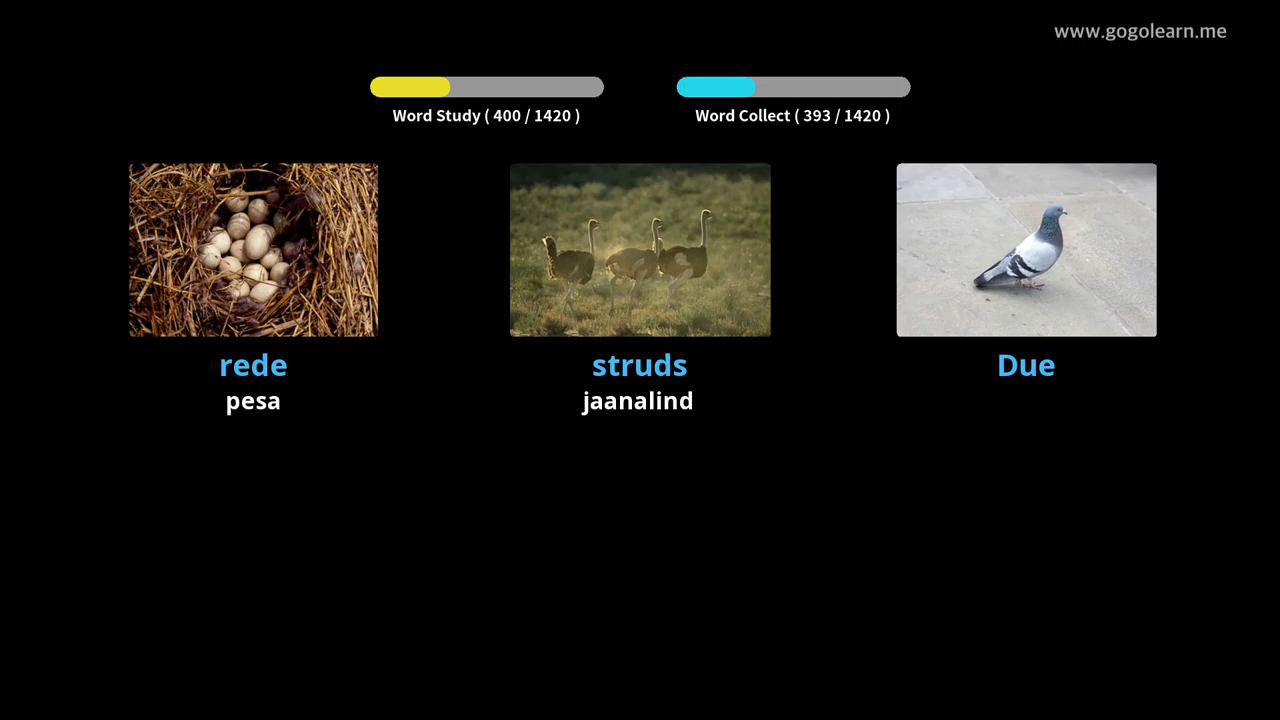 www.gogolearn.me
Word Study ( 400 / 1420 )
Word Collect ( 393 / 1420 )
rede
pesa
struds
jaanalind
Due